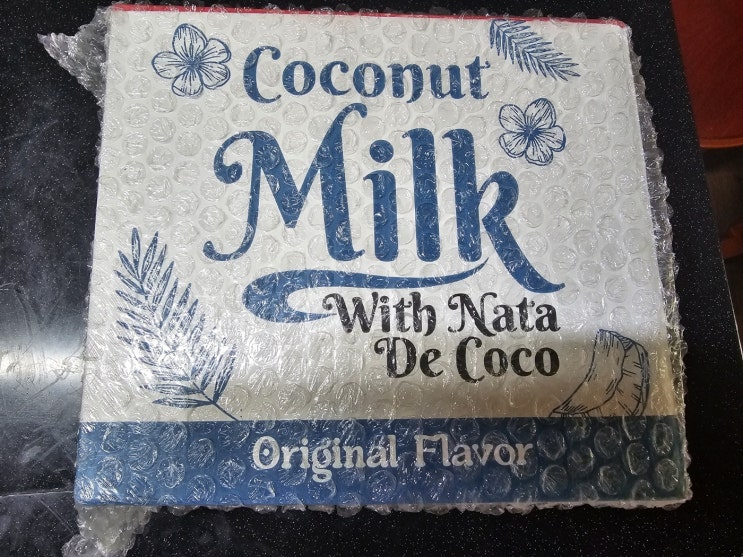 Coconut
Milk
With Nata
De Coco
Original Flavor